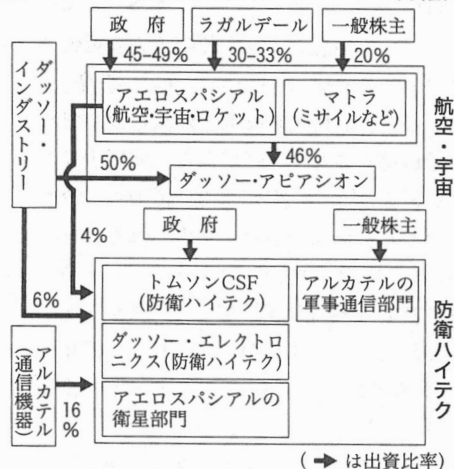 政 府
ラガルデール
一般株主
45–49%
30–33%
20%
ダッソー・
インダストリー
アエロスパシアル
(航空・宇宙・ロケット)
マトラ
(ミサイルなど)
航空・宇宙
46%
50%
ダッソー・アピアシオン
政 府
一般株主
4%
トムソンCSF
(防衛ハイテク)
アルカテルの
軍事通信部門
6%
ダッソー・エレクトロ
ニクス(防衛ハイテク)
防衛ハイテク
アルカテル
(通信機器)
16
%
アエロスパシアルの
衛星部門
(➡は出資比率)